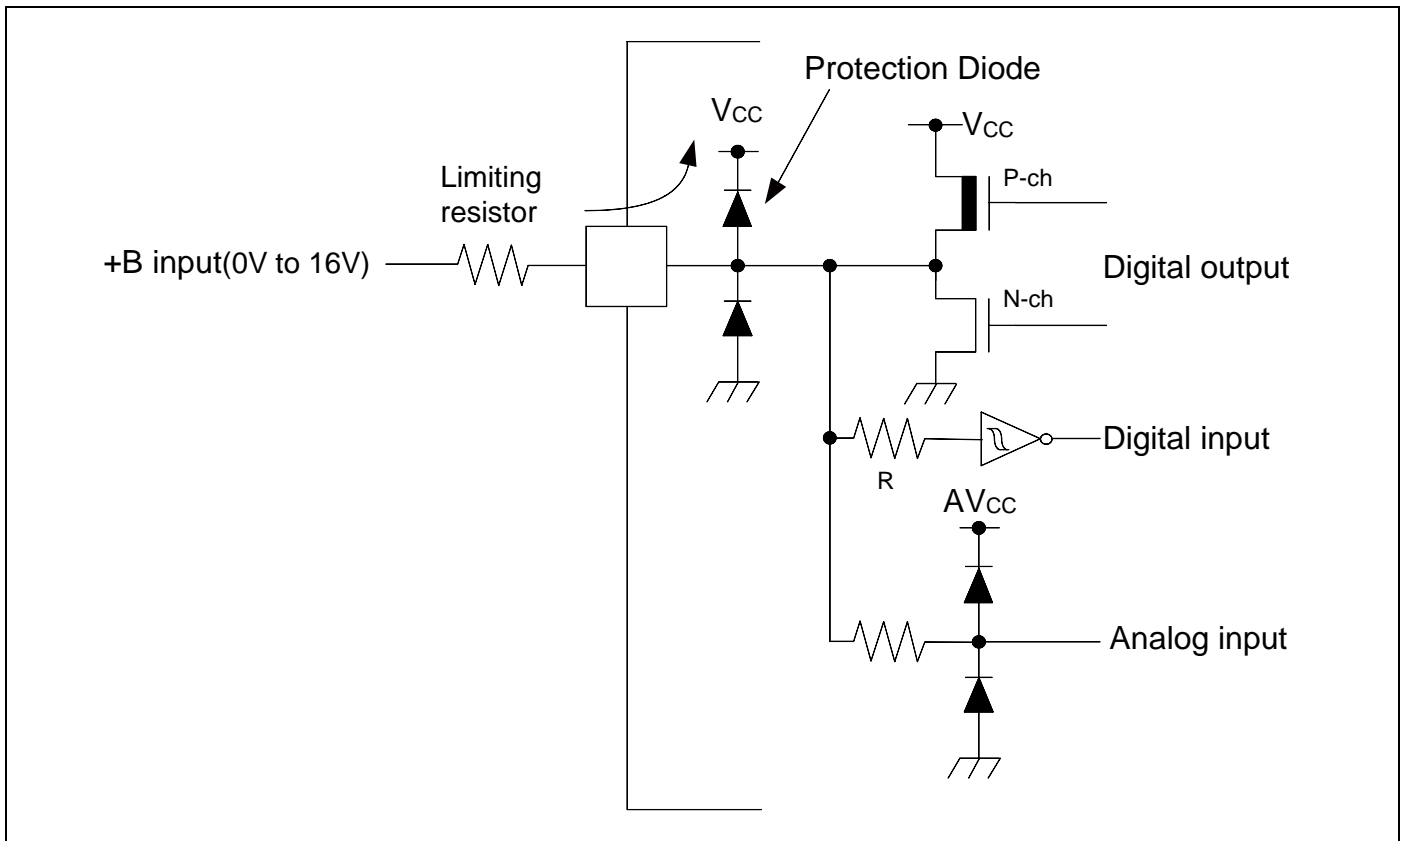 Protection Diode
VCC
VCC
P-ch
Limiting
resistor
+B input(0V to 16V)
Digital output
N-ch
Digital input
R
AVCC
Analog input